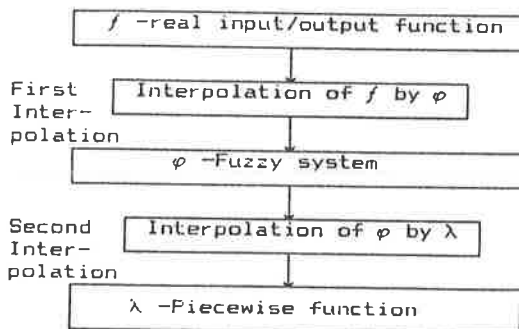 f -real input/output function
First
Inter-
polation
Interpolation of f by φ
φ -Fuzzy system
Second
Inter-
polation
Interpolation of φ by λ
λ -Piecewise function